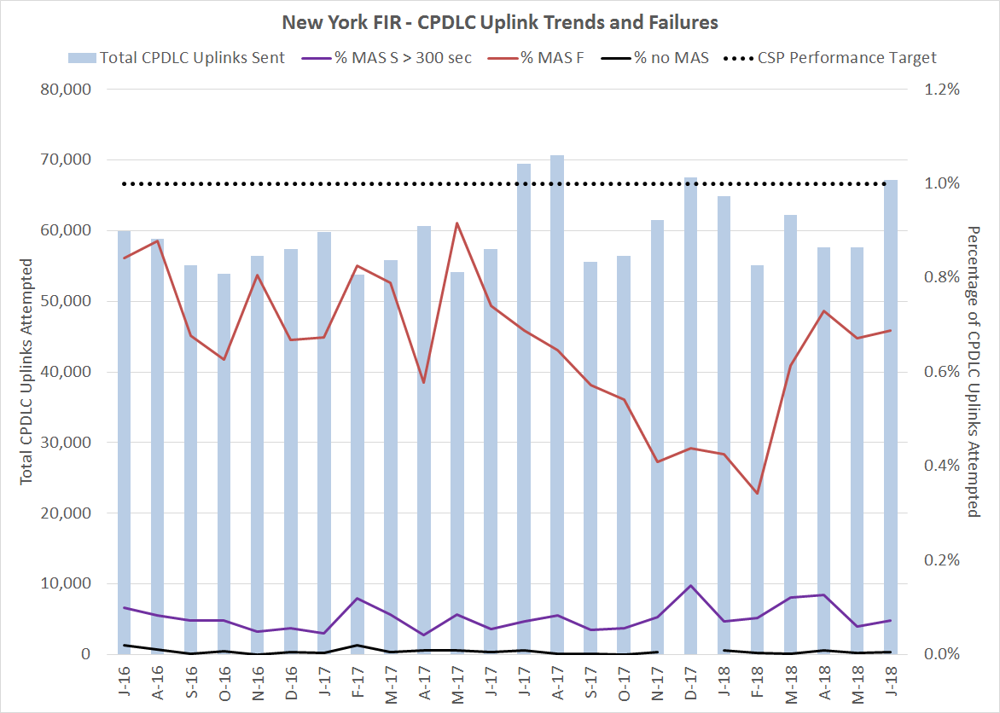 New York FIR - CPDLC Uplink Trends and Failures
Total CPDLC Uplinks Sent % MAS S > 300 sec % MAS F % no MAS CSP Performance Target
80,000
70,000
60,000
50,000
40,000
30,000
20,000
10,000
0
Total CPDLC Uplinks Attempted
1.2%
1.0%
0.8%
0.6%
0.4%
0.2%
0.0%
Percentage of CPDLC Uplinks Attempted
J-16
A-16
S-16
O-16
N-16
D-16
J-17
F-17
M-17
A-17
M-17
J-17
J-17
A-17
S-17
O-17
N-17
D-17
J-18
F-18
M-18
A-18
M-18
J-18